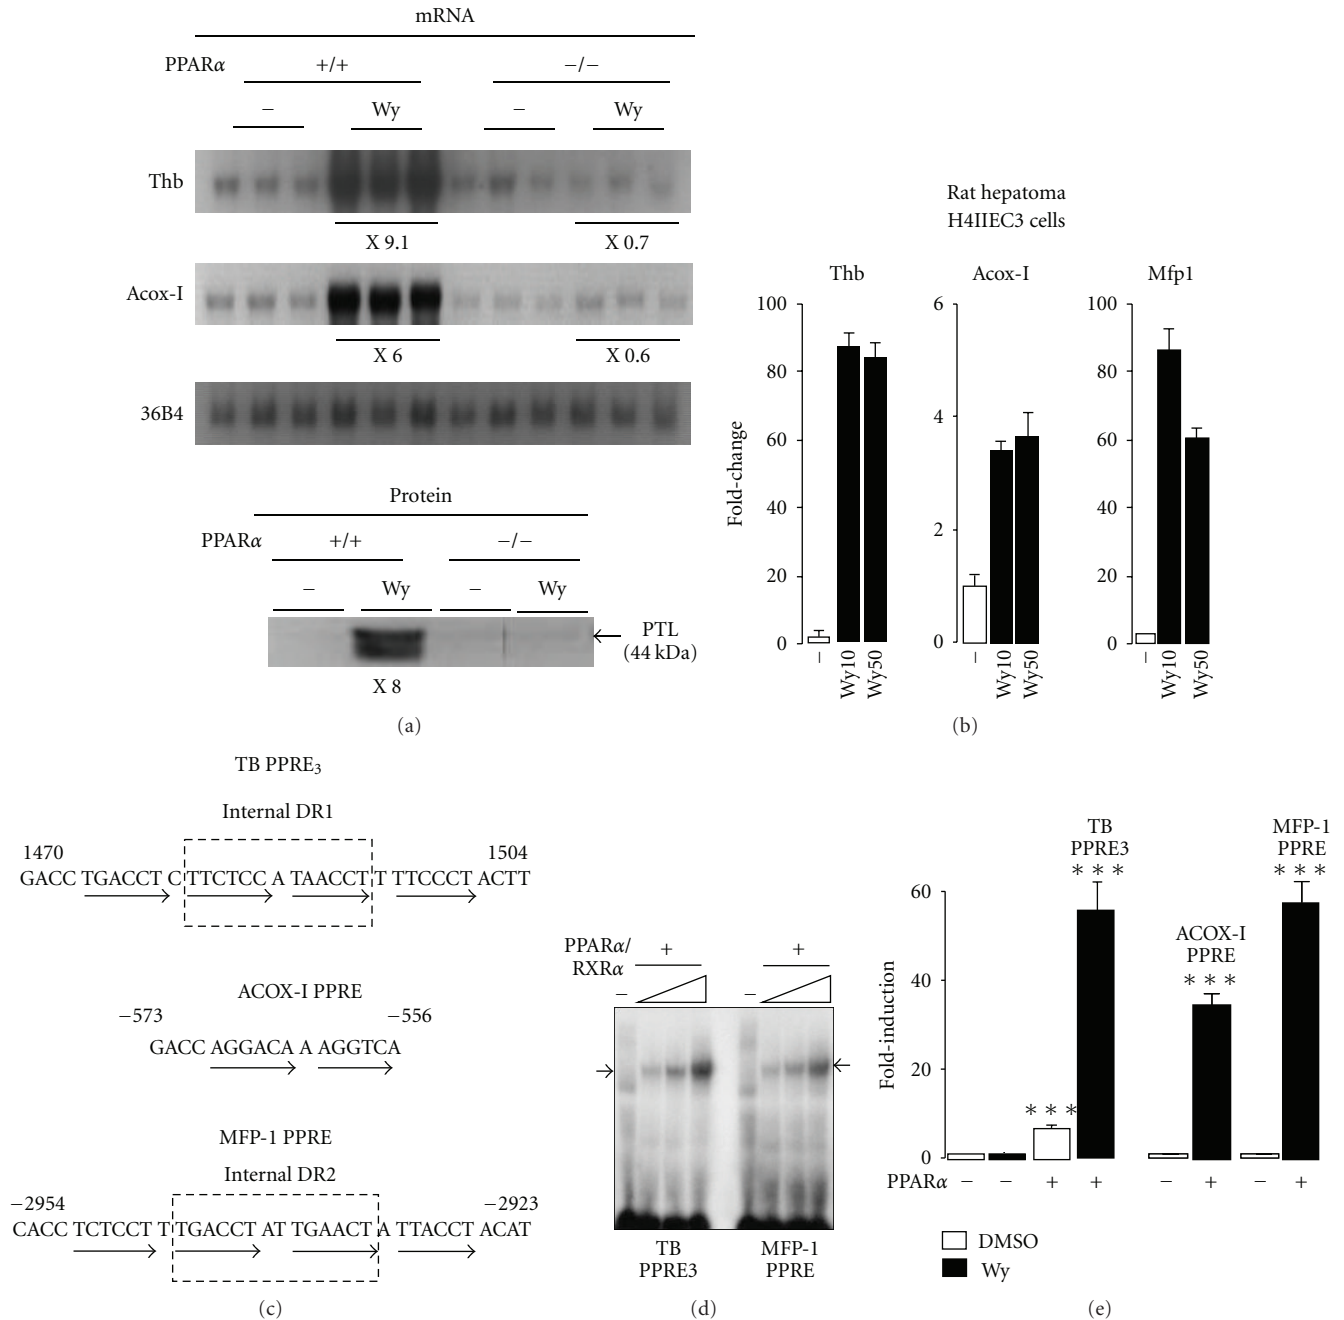 mRNA
PPARα +/+ −/−
− Wy − Wy
Thb
X 9.1 X 0.7
Acox-I
X 6 X 0.6
36B4
Protein
PPARα +/+ −/−
− Wy − Wy
PTL
(44 kDa)
X 8
(a)
Rat hepatoma
H4IIEC3 cells
Thb Acox-I Mfp1
Fold-change
100
80
60
40
20
0
− Wy10 Wy50
6
4
2
0
− Wy10 Wy50
100
80
60
40
20
0
− Wy10 Wy50
(b)
TB PPRE3
Internal DR1
1470 1504
GACC TGACCT C TTCTCC A TAACCT T TTCCCT ACTT
ACOX-I PPRE
−573 −556
GACC AGGACA A AGGTCA
MFP-1 PPRE
Internal DR2
−2954 −2923
CACC TCTCCT T TGACCT AT TGAACT A TTACCT ACAT
(c)
PPARα/
RXRα
+ +
− −
TB
PPRE3
MFP-1
PPRE
(d)
TB
PPRE3
***
ACOX-I
PPRE
***
MFP-1
PPRE
***
***
Fold-induction
60
40
20
0
PPARα − − + + − + − +
DMSO
Wy
(e)